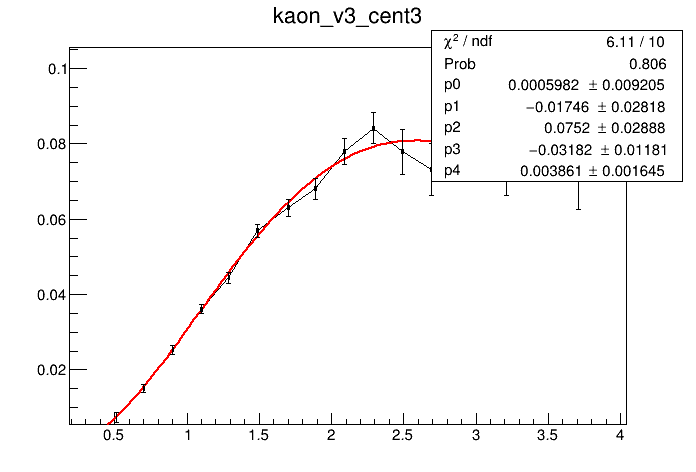 kaon_v3_cent3
χ² / ndf 6.11 / 10
Prob 0.806
p0 0.0005982 ± 0.009205
p1 −0.01746 ± 0.02818
p2 0.0752 ± 0.02888
p3 −0.03182 ± 0.01181
p4 0.003861 ± 0.001645
0.1
0.08
0.06
0.04
0.02
0.5 1 1.5 2 2.5 3 3.5 4